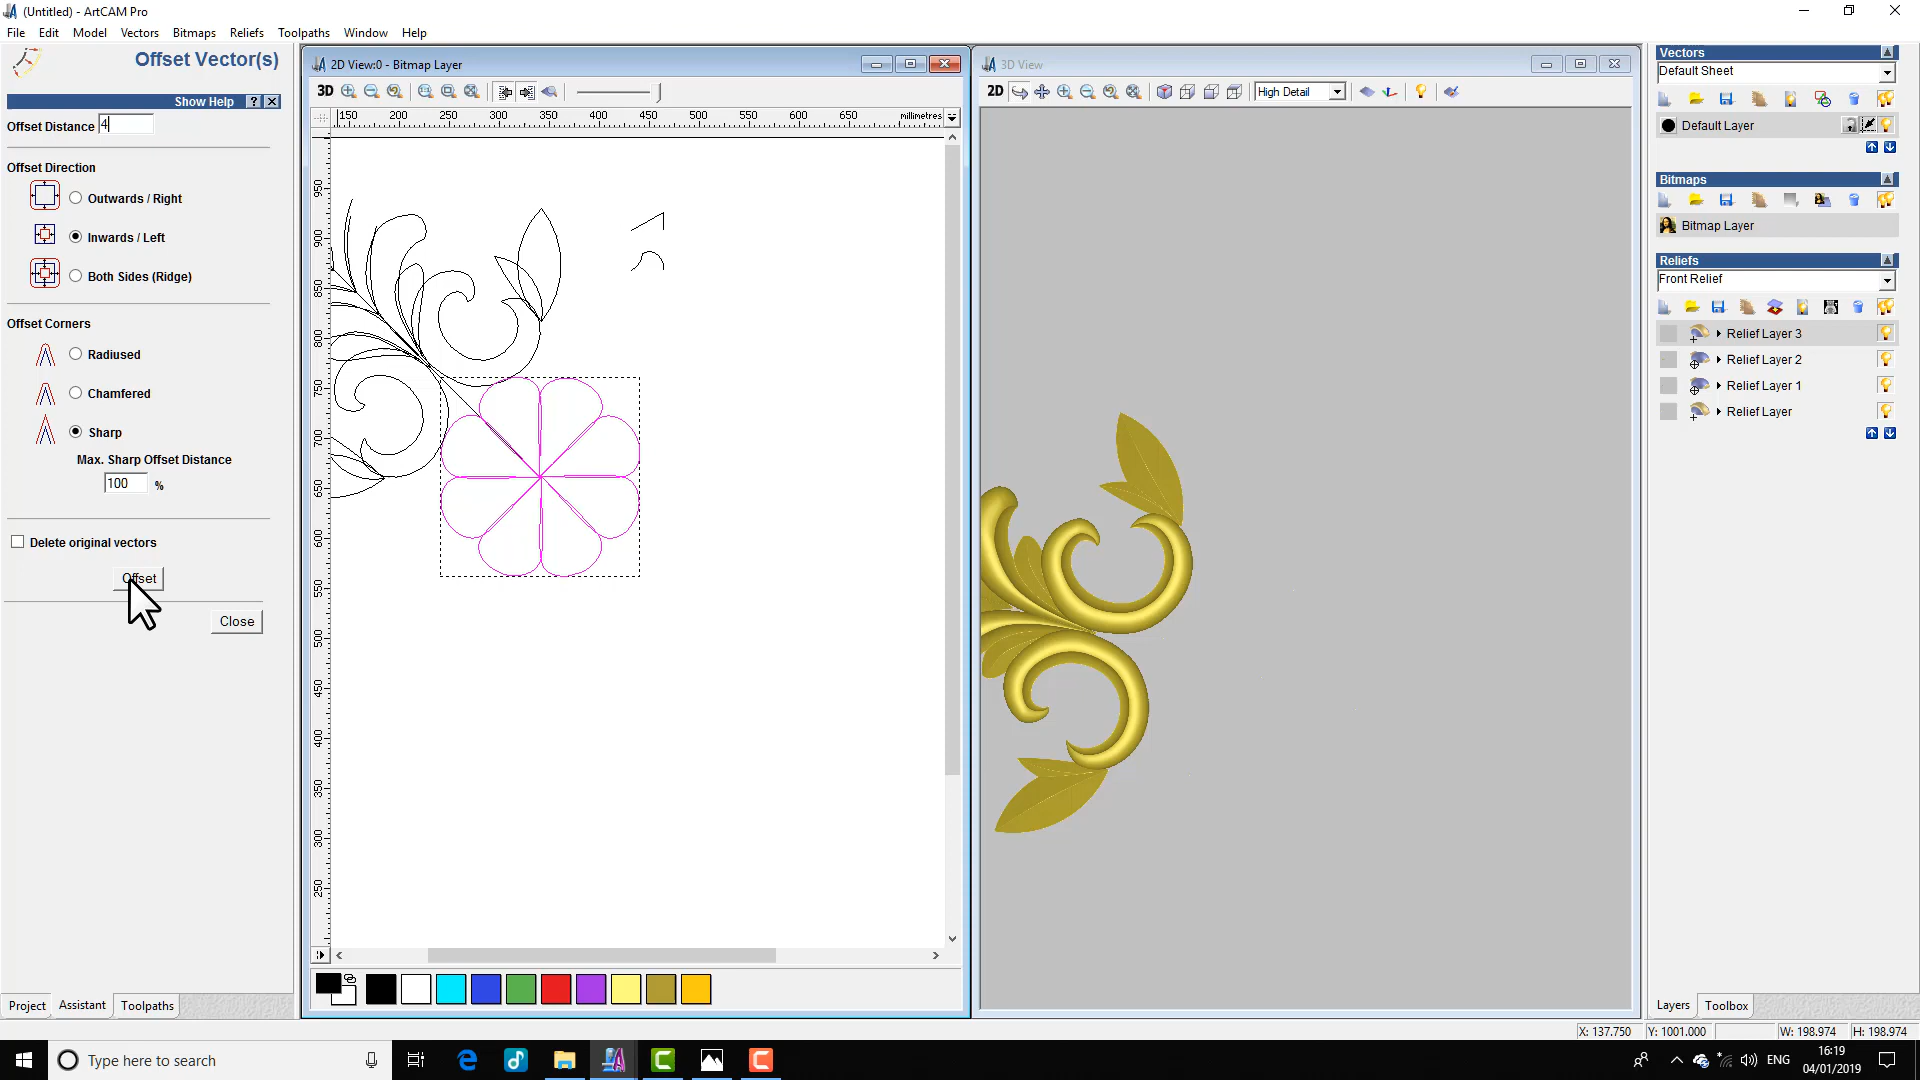 (Untitled) - ArtCAM Pro
File Edit Model Vectors Bitmaps Reliefs Toolpaths Window Help
Offset Vector(s)
Show Help ?
Offset Distance 4
Offset Direction
Outwards / Right
Inwards / Left
Both Sides (Ridge)
Offset Corners
Radiused
Chamfered
Sharp
Max. Sharp Offset Distance
100 %
Delete original vectors
Offset
Close
Project Assistant Toolpaths
2D View:0 - Bitmap Layer
3D
150 200 250 300 350 400 450 500 550 600 650 millimetres
950
900
850
800
750
700
650
600
550
500
450
400
350
300
250
3D View
2D High Detail
Vectors
Default Sheet
Default Layer
Bitmaps
Bitmap Layer
Reliefs
Front Relief
Relief Layer 3
Relief Layer 2
Relief Layer 1
Relief Layer
Layers Toolbox
X: 137.750 Y: 1001.000 W: 198.974 H: 198.974
Type here to search
ENG
16:19
04/01/2019